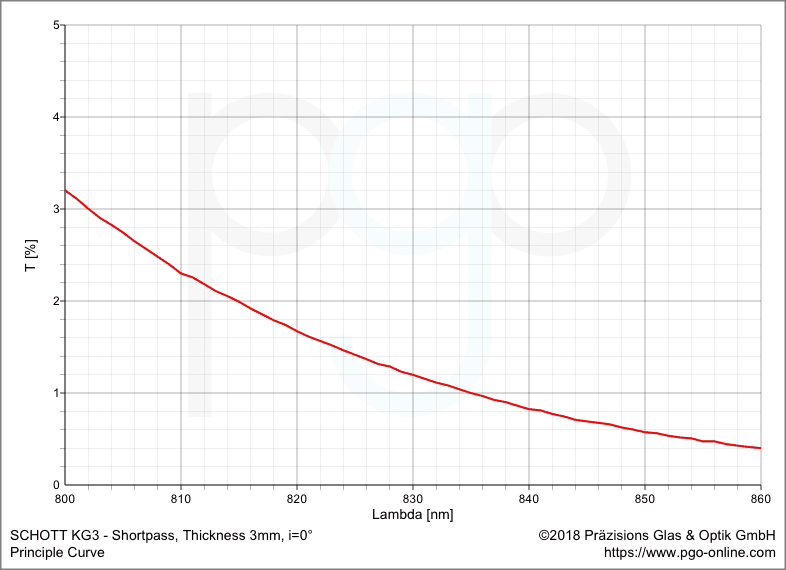 5
4
3
2
1
0
T [%]
800 810 820 830 840 850 860
Lambda [nm]
pgo
SCHOTT KG3 - Shortpass, Thickness 3mm, i=0° ©2018 Präzisions Glas & Optik GmbH
Principle Curve https://www.pgo-online.com